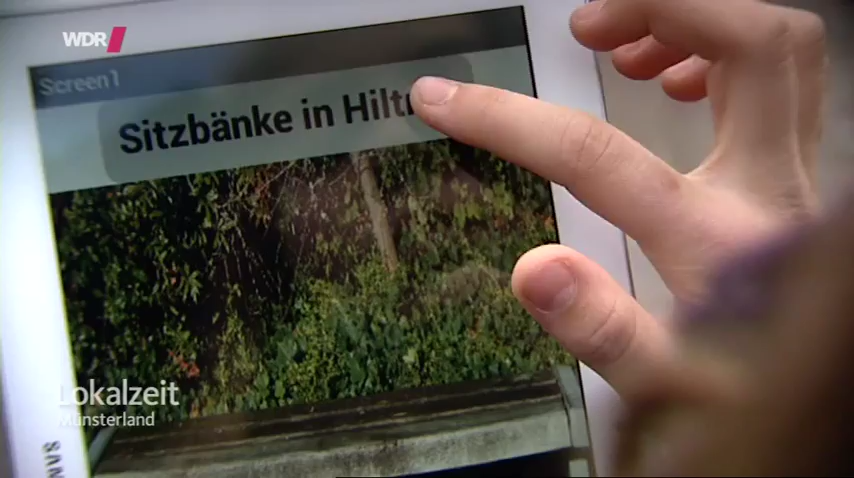 WDR
Screen1
Sitzbänke in Hilt
Lokalzeit
Münsterland